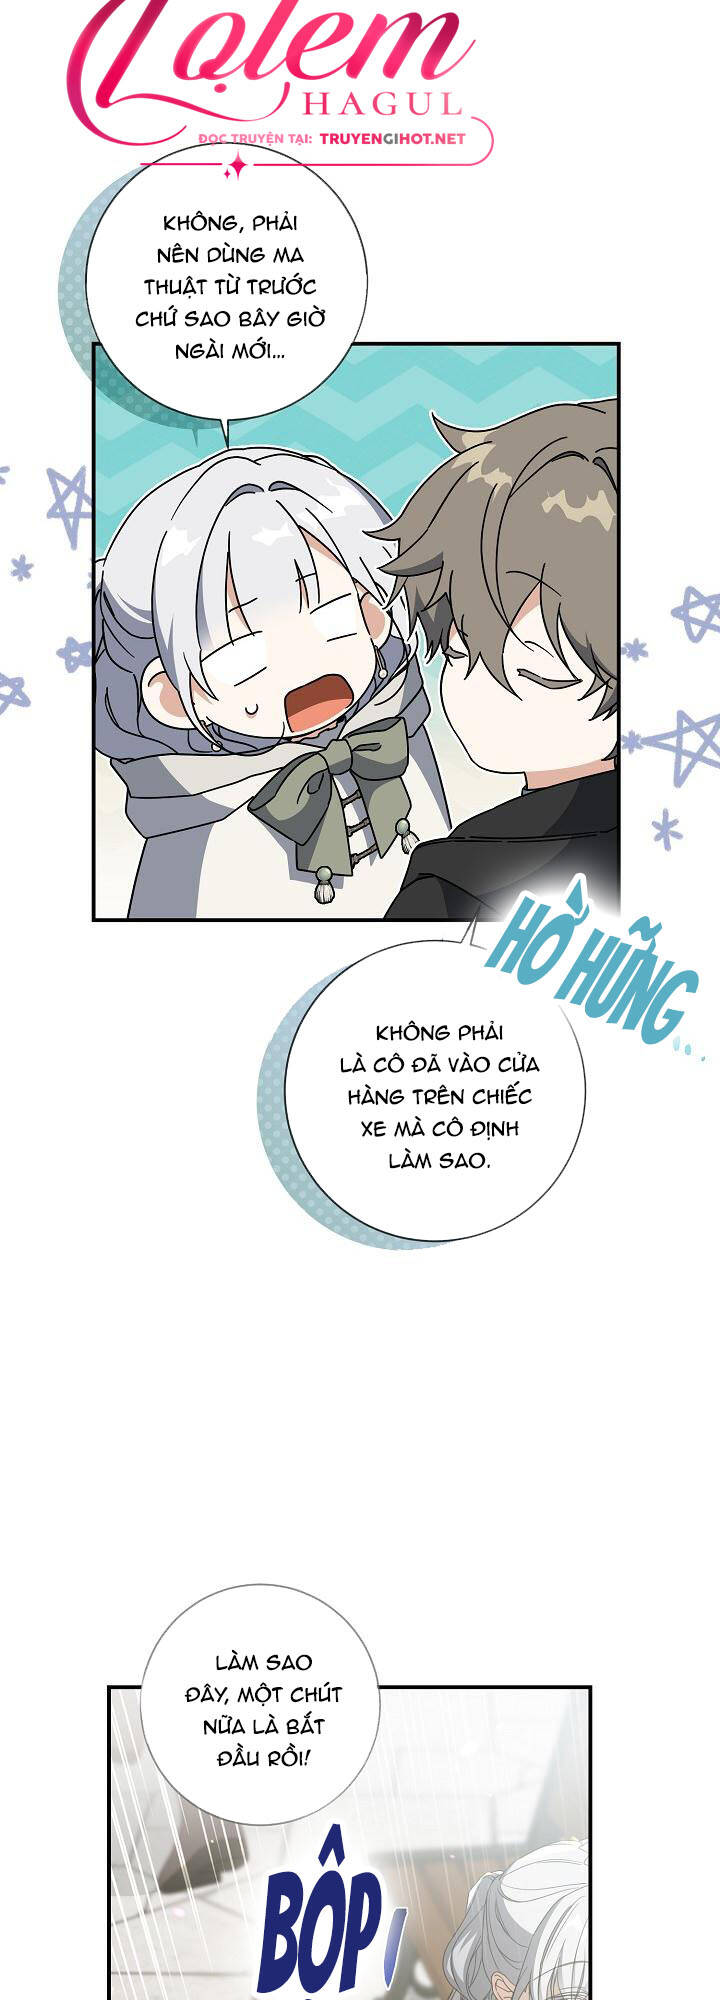 Lọlem
HAGUL
ĐỌC TRUYỆN TẠI: TRUYENGIHOT.NET
KHÔNG, PHẢI
NÊN DÙNG MA
THUẬT TỪ TRƯỚC
CHỨ SAO BÂY GIỜ
NGÀI MỚI...
HỜ HỮNG...
KHÔNG PHẢI
LÀ CÔ ĐÃ VÀO CỬA
HÀNG TRÊN CHIẾC
XE MÀ CÔ ĐỊNH
LÀM SAO.
LÀM SAO
ĐÂY, MỘT CHÚT
NỮA LÀ BẮT
ĐẦU RỒI!
BÔP